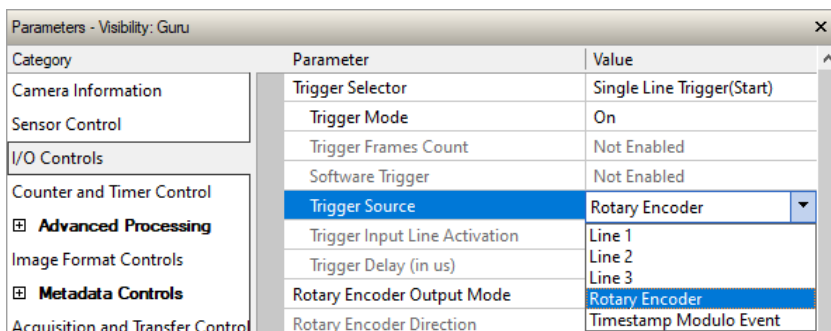 Parameters - Visibility: Guru
Category Parameter Value
Camera Information Trigger Selector Single Line Trigger(Start)
Sensor Control Trigger Mode On
I/O Controls Trigger Frames Count Not Enabled
Software Trigger Not Enabled
Counter and Timer Control Trigger Source Rotary Encoder
Advanced Processing Trigger Input Line Activation Line 1
Line 2
Image Format Controls Trigger Delay (in us) Line 3
Metadata Controls Rotary Encoder Output Mode Rotary Encoder
Acquisition and Transfer Control Rotary Encoder Direction Timestamp Modulo Event